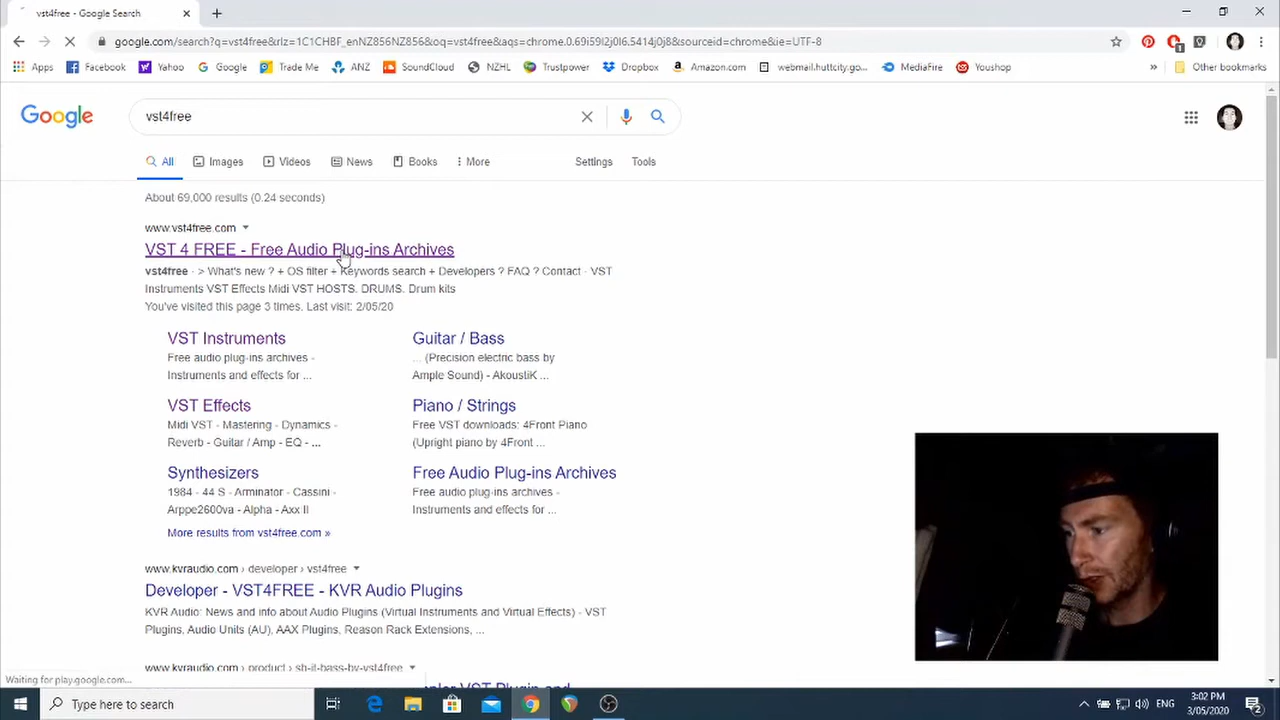 vst4free - Google Search
google.com/search?q=vst4free&rlz=1C1CHBF_enNZ856NZ856&oq=vst4free&aqs=chrome.0.69i59l2j0l6.5414j0j8&sourceid=chrome&ie=UTF-8
Apps Facebook Yahoo Google Trade Me ANZ SoundCloud NZHL Trustpower Dropbox Amazon.com webmail.huttcity.go... MediaFire Youshop » Other bookmarks
Google vst4free
All Images Videos News Books More Settings Tools
About 69,000 results (0.24 seconds)
www.vst4free.com
VST 4 FREE - Free Audio Plug-ins Archives
vst4free · > What's new ? + OS filter + Keywords search + Developers ? FAQ ? Contact · VST
Instruments VST Effects Midi VST HOSTS. DRUMS. Drum kits
You've visited this page 3 times. Last visit: 2/05/20
VST Instruments
Free audio plug-ins archives -
Instruments and effects for ...
Guitar / Bass
... (Precision electric bass by
Ample Sound) - AkoustiK ...
VST Effects
Midi VST - Mastering - Dynamics -
Reverb - Guitar / Amp - EQ - ...
Piano / Strings
Free VST downloads: 4Front Piano
(Upright piano by 4Front ...
Synthesizers
1984 - 44 S - Arminator - Cassini -
Arppe2600va - Alpha - Axx II
Free Audio Plug-ins Archives
Free audio plug-ins archives -
Instruments and effects for ...
More results from vst4free.com »
www.kvraudio.com › developer › vst4free
Developer - VST4FREE - KVR Audio Plugins
KVR Audio: News and info about Audio Plugins (Virtual Instruments and Virtual Effects) - VST
Plugins, Audio Units (AU), AAX Plugins, Reason Rack Extensions, ...
www.kvraudio.com › product › sh-it-bass-by-vst4free
Waiting for play.google.com...
Type here to search
ENG
3:02 PM
3/05/2020
2